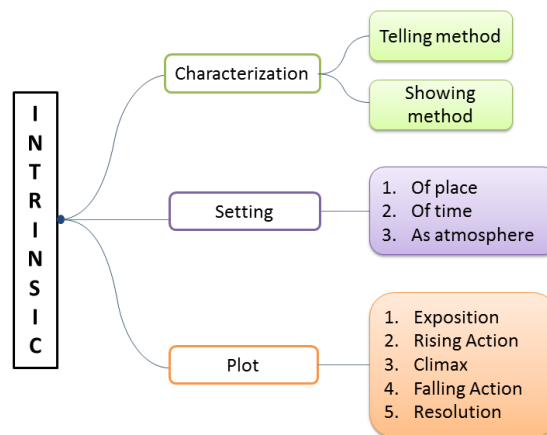 INTRINSIC
Characterization
Telling method
Showing
method
Setting
1. Of place
2. Of time
3. As atmosphere
Plot
1. Exposition
2. Rising Action
3. Climax
4. Falling Action
5. Resolution